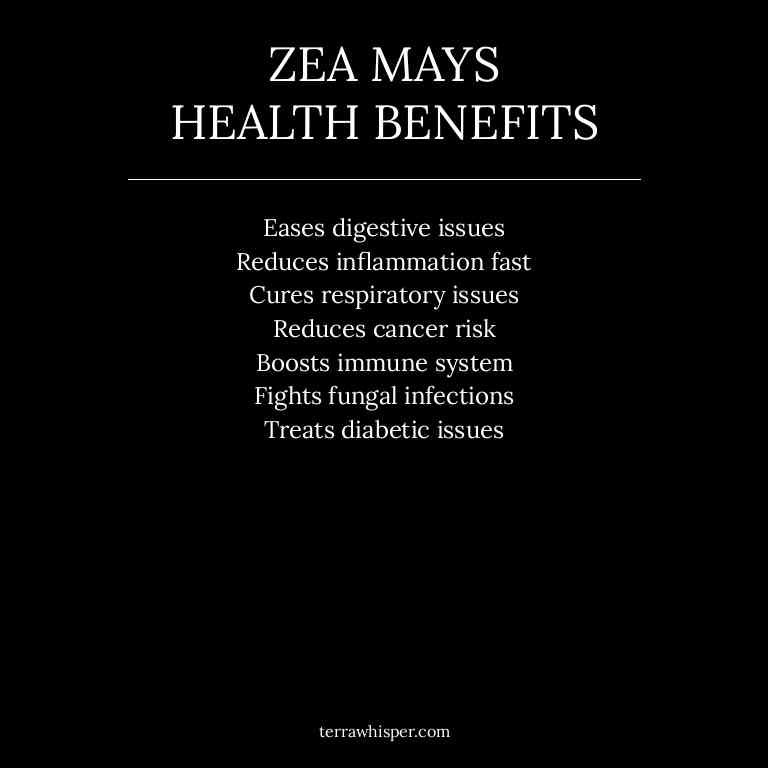 ZEA MAYS
HEALTH BENEFITS
Eases digestive issues
Reduces inflammation fast
Cures respiratory issues
Reduces cancer risk
Boosts immune system
Fights fungal infections
Treats diabetic issues
terrawhisper.com